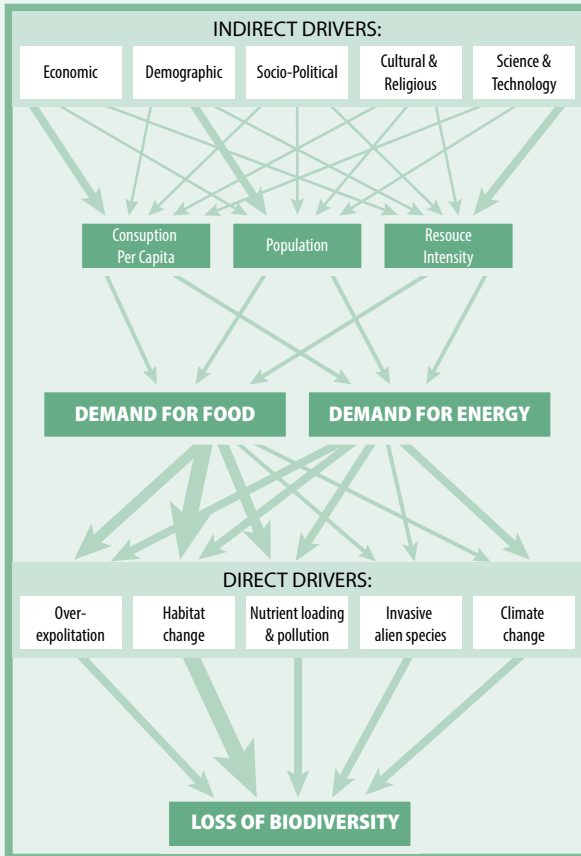 INDIRECT DRIVERS:
Economic
Demographic
Socio-Political
Cultural &
Religious
Science &
Technology
Consuption
Per Capita
Population
Resouce
Intensity
DEMAND FOR FOOD
DEMAND FOR ENERGY
DIRECT DRIVERS:
Over-
expolitation
Habitat
change
Nutrient loading
& pollution
Invasive
alien species
Climate
change
LOSS OF BIODIVERSITY